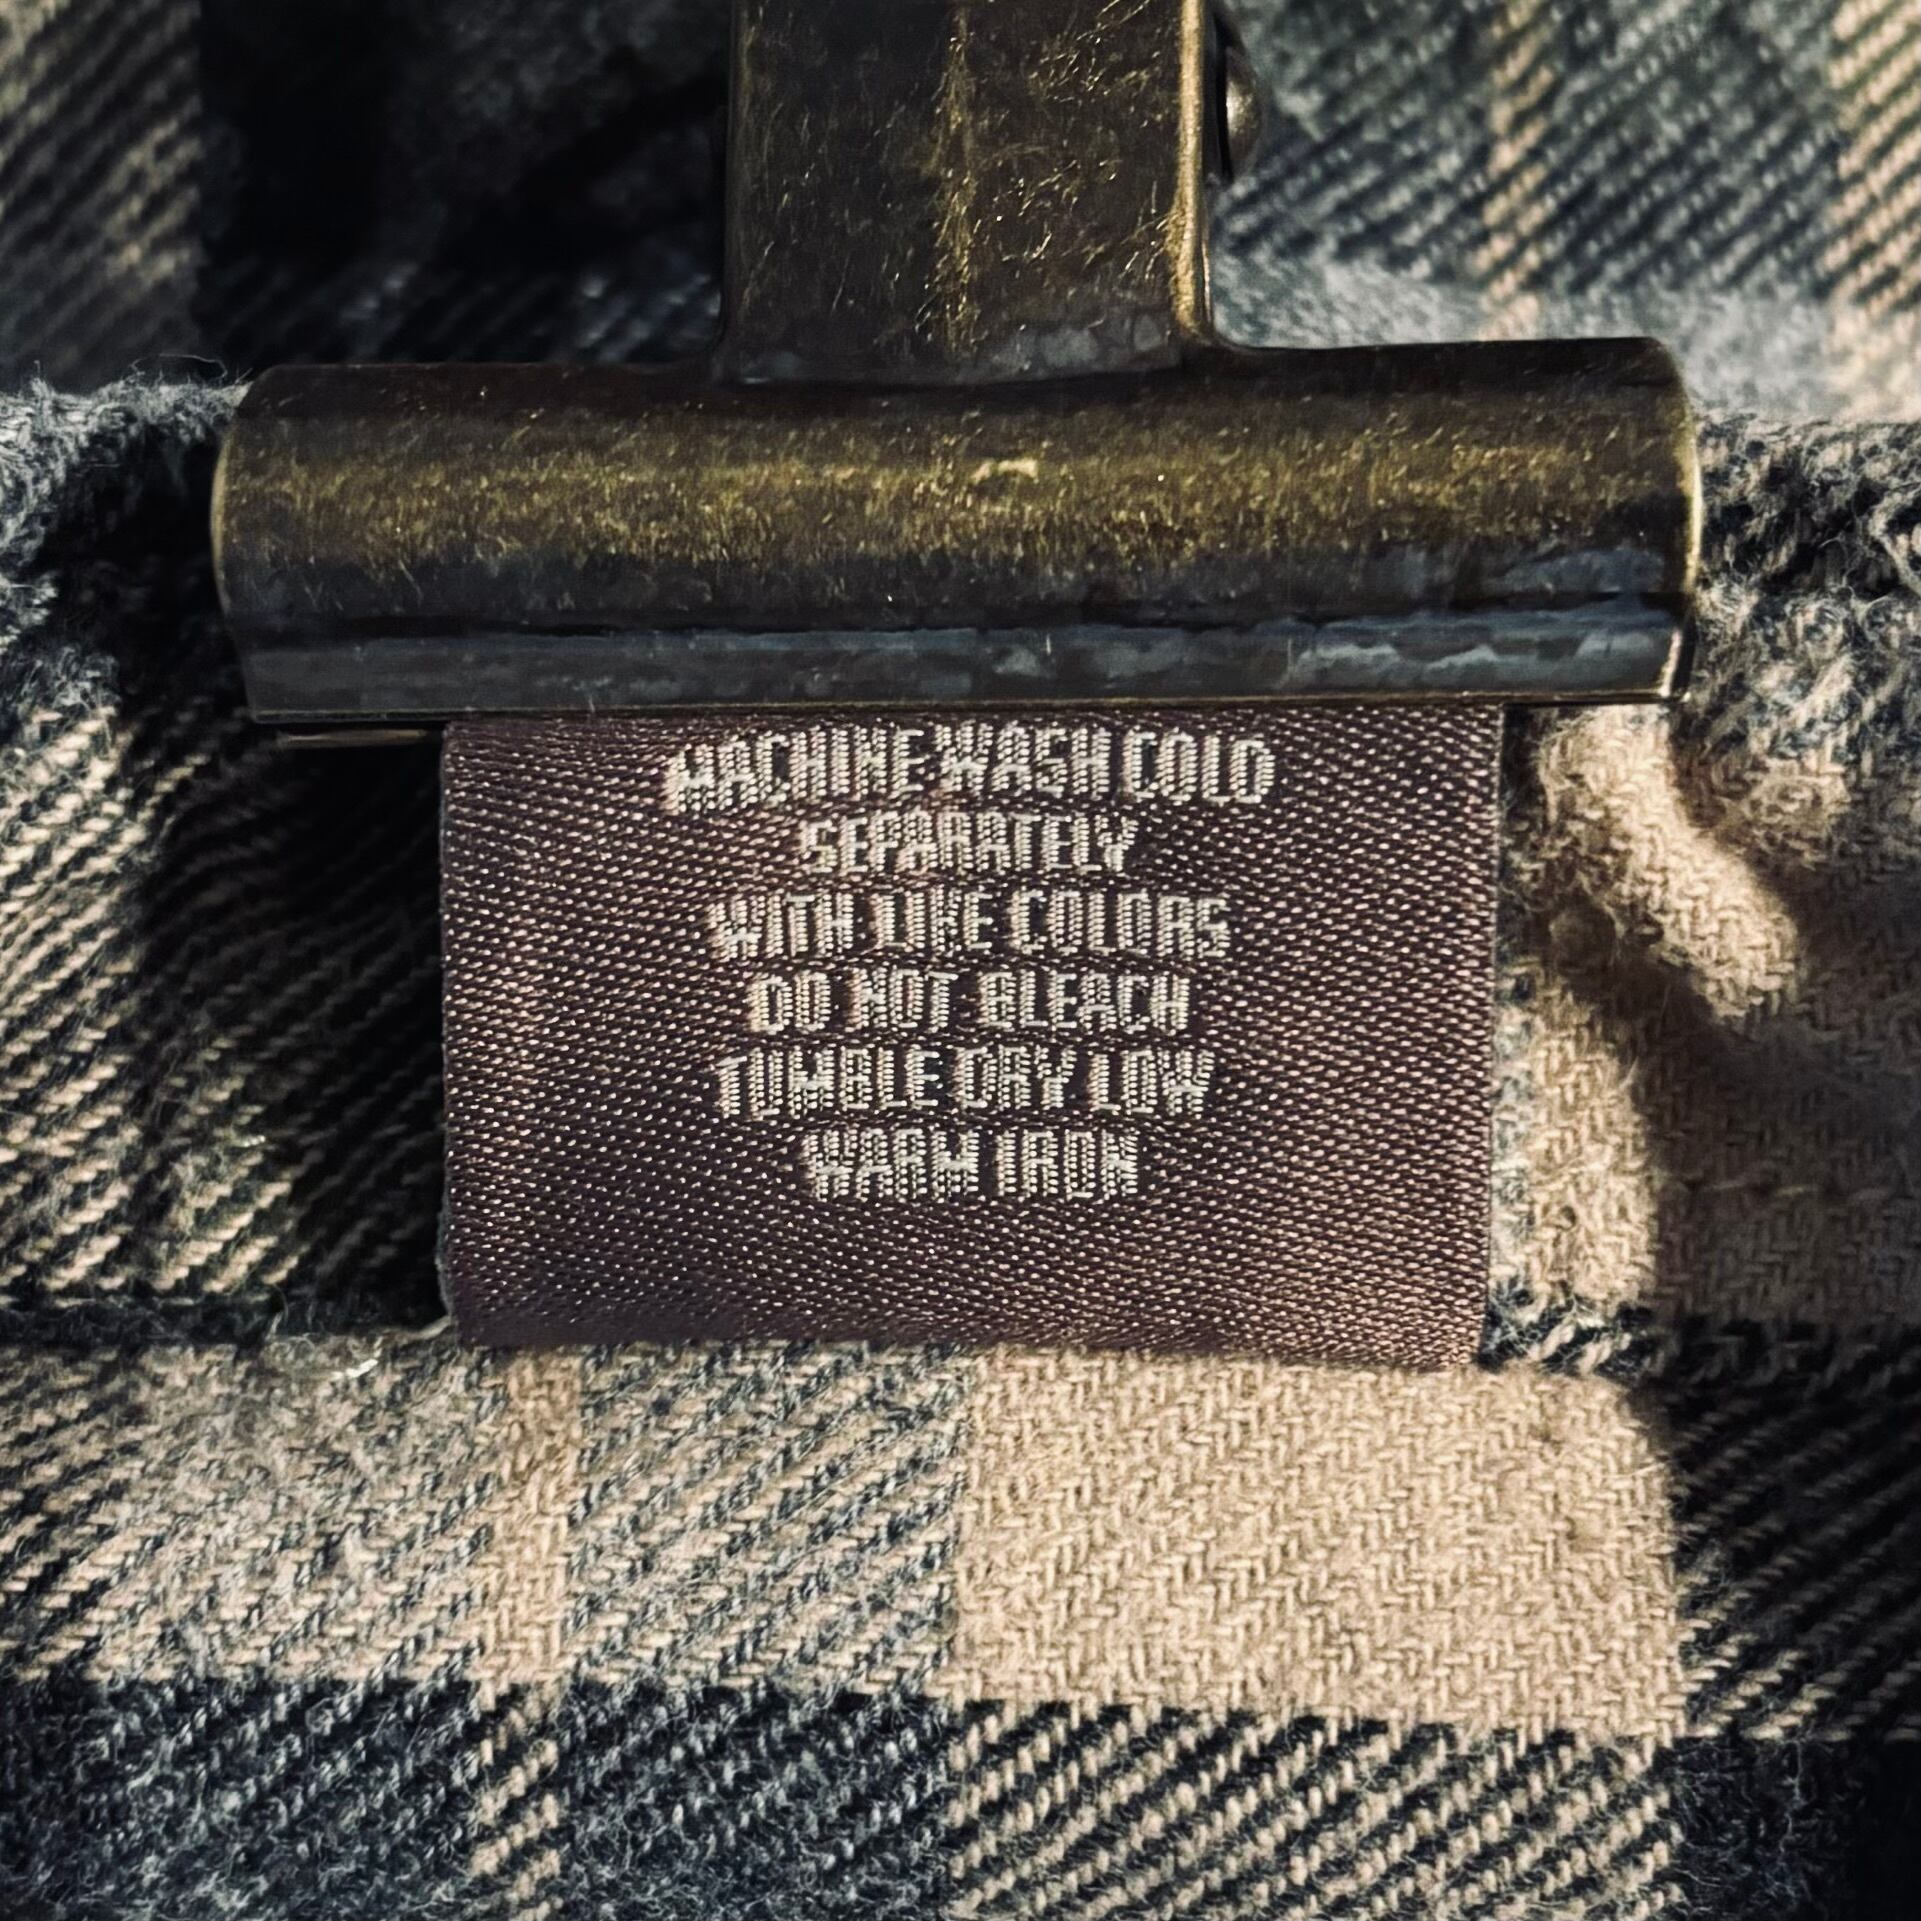 MACHINE WASH COLD
SEPARATELY
WITH LIKE COLORS
DO NOT BLEACH
TUMBLE DRY LOW
WARM IRON